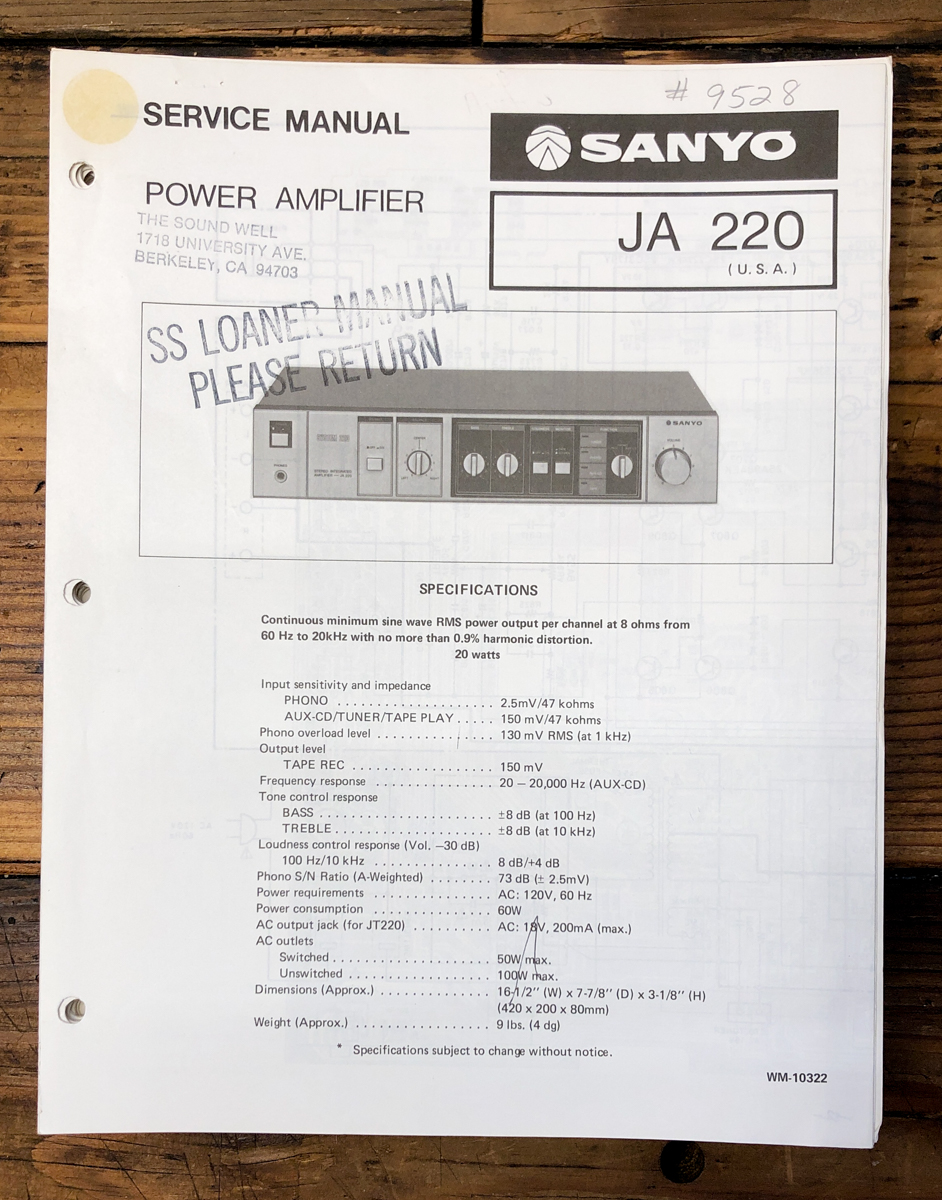 # 9528
SERVICE MANUAL
SANYO
POWER AMPLIFIER
JA 220
(U.S.A.)
THE SOUND WELL
1718 UNIVERSITY AVE.
BERKELEY, CA 94703
SS LOANER MANUAL
PLEASE RETURN
SANYO
SPECIFICATIONS
Continuous minimum sine wave RMS power output per channel at 8 ohms from
60 Hz to 20kHz with no more than 0.9% harmonic distortion.
20 watts
Input sensitivity and impedance
PHONO . . . . . . . . . . . . . . . . . . . 2.5mV/47 kohms
AUX-CD/TUNER/TAPE PLAY . . . . . 150 mV/47 kohms
Phono overload level . . . . . . . . . . . . . . 130 mV RMS (at 1 kHz)
Output level
TAPE REC . . . . . . . . . . . . . . . . . 150 mV
Frequency response . . . . . . . . . . . . . . 20 – 20,000 Hz (AUX-CD)
Tone control response
BASS . . . . . . . . . . . . . . . . . . . . . ±8 dB (at 100 Hz)
TREBLE . . . . . . . . . . . . . . . . . . . ±8 dB (at 10 kHz)
Loudness control response (Vol. –30 dB)
100 Hz/10 kHz . . . . . . . . . . . . . . 8 dB/+4 dB
Phono S/N Ratio (A-Weighted) . . . . . . . . 73 dB (± 2.5mV)
Power requirements . . . . . . . . . . . . . . AC: 120V, 60 Hz
Power consumption . . . . . . . . . . . . . . 60W
AC output jack (for JT220) . . . . . . . . . . AC: 18V, 200mA (max.)
AC outlets
Switched . . . . . . . . . . . . . . . . . . . 50W max.
Unswitched . . . . . . . . . . . . . . . . . 100W max.
Dimensions (Approx.) . . . . . . . . . . . . . 16-1/2" (W) x 7-7/8" (D) x 3-1/8" (H)
(420 x 200 x 80mm)
Weight (Approx.) . . . . . . . . . . . . . . . . 9 lbs. (4 dg)
* Specifications subject to change without notice.
WM-10322